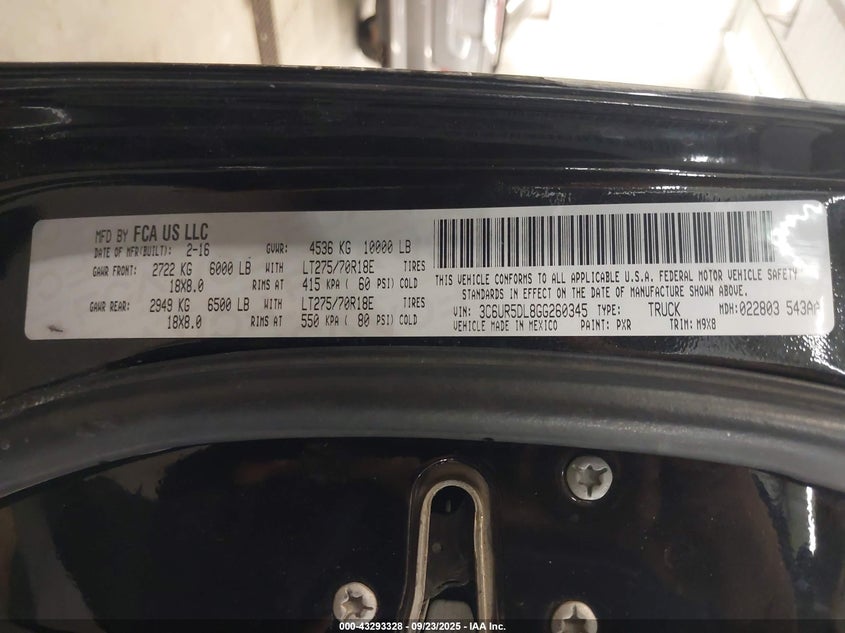 MFD BY FCA US LLC
DATE OF MFR(BUILT): 2-16 GVWR: 4536 KG 10000 LB
GAWR FRONT: 2722 KG 6000 LB WITH LT275/70R18E TIRES
18X8.0 RIMS AT 415 KPA ( 60 PSI) COLD
GAWR REAR: 2949 KG 6500 LB WITH LT275/70R18E TIRES
18X8.0 RIMS AT 550 KPA ( 80 PSI) COLD
THIS VEHICLE CONFORMS TO ALL APPLICABLE U.S.A. FEDERAL MOTOR VEHICLE SAFETY
STANDARDS IN EFFECT ON THE DATE OF MANUFACTURE SHOWN ABOVE.
VIN: 3C6UR5DL8GG260345 TYPE: TRUCK MDH:022803 543AA
VEHICLE MADE IN MEXICO PAINT: PXR TRIM: M9X8
000-43293328 - 09/23/2025 - IAA Inc.